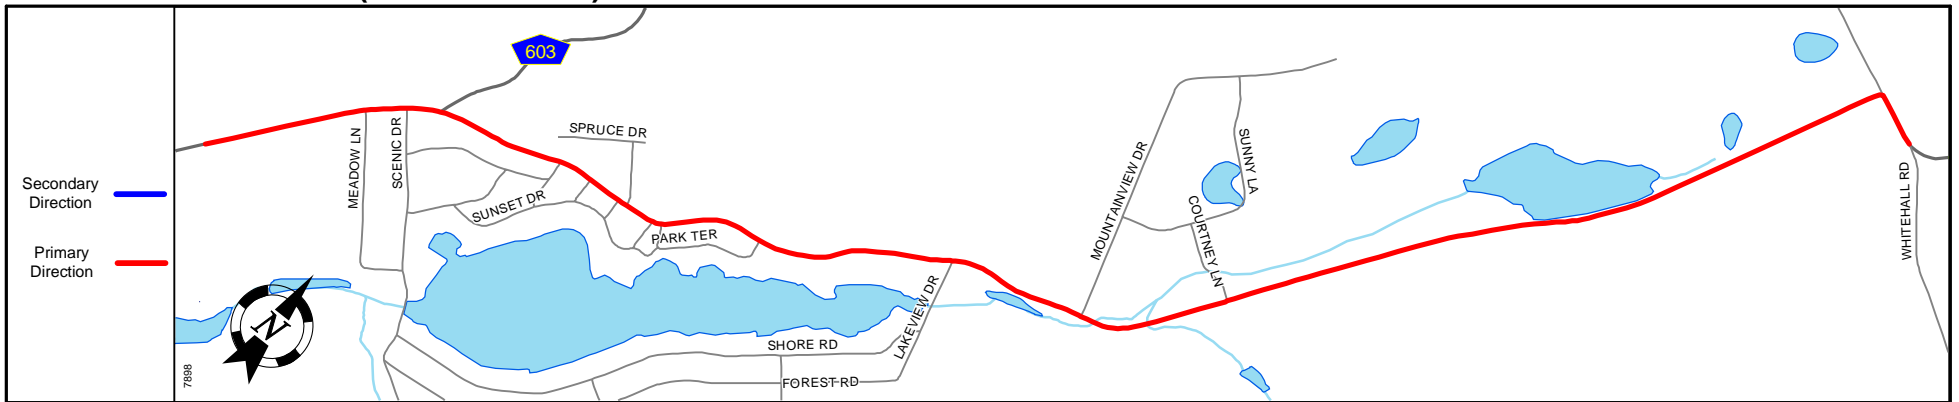 Secondary
Direction
Primary
Direction
603
MEADOW LN
SCENIC DR
SPRUCE DR
SUNSET DR
PARK TER
MOUNTAINVIEW DR
SUNNY LA
COURTNEY LN
WHITEHALL RD
LAKEVIEW DR
SHORE RD
FOREST RD
N
7898